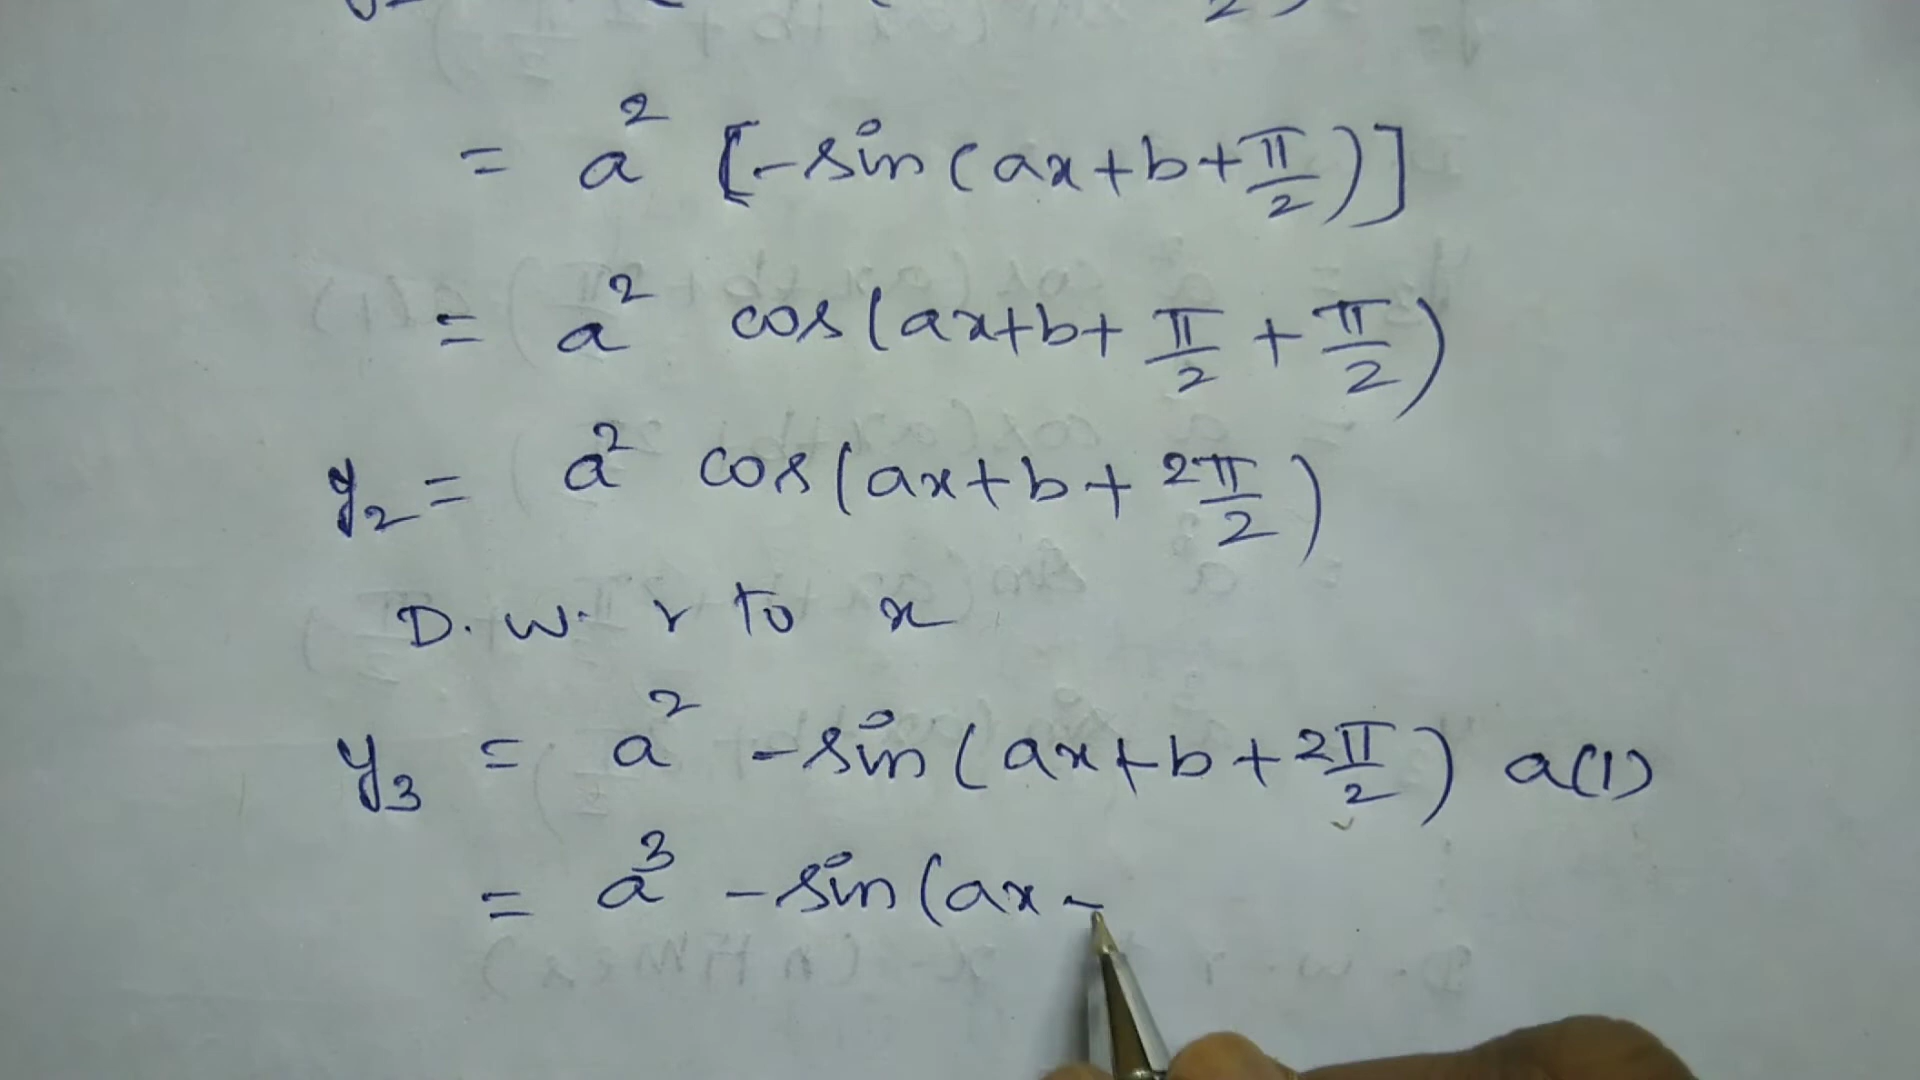 = a² [-sin(ax+b+π/2)]
= a² cos(ax+b+π/2+π/2)
y₂ = a² cos(ax+b+2π/2)
D. w. r to x
y₃ = a² -sin(ax+b+2π/2) a(1)
= a³ -sin(ax -